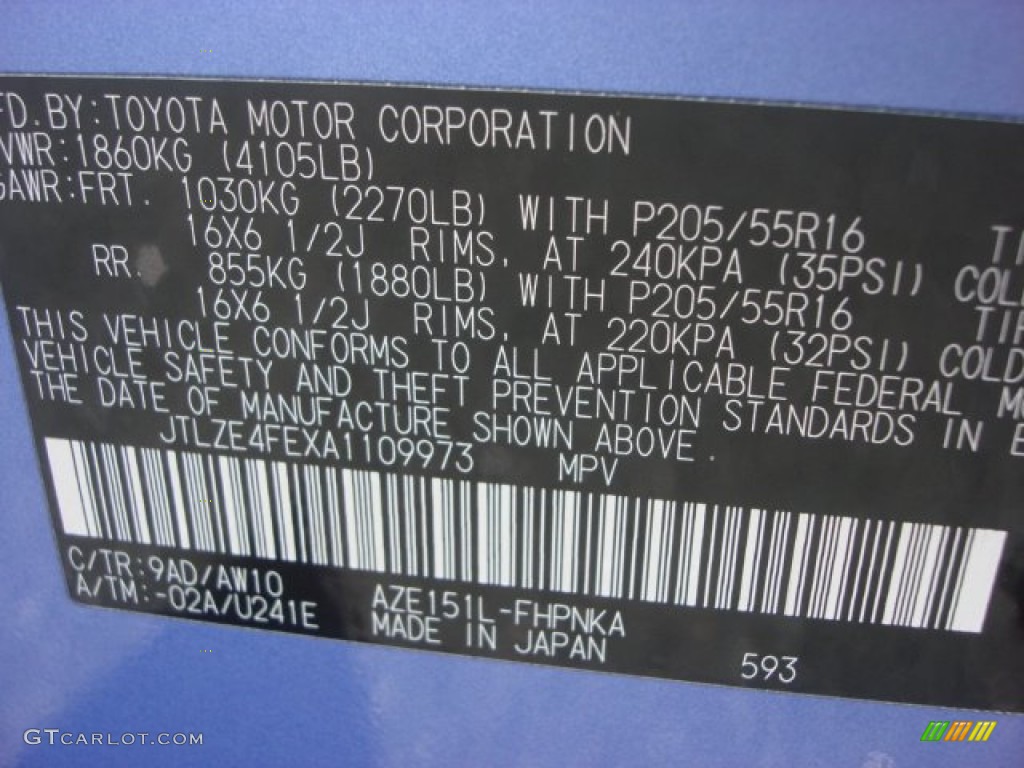 FD. BY: TOYOTA MOTOR CORPORATION
VWR: 1860KG (4105LB)
GAWR: FRT. 1030KG (2270LB) WITH P205/55R16 TI
16X6 1/2J RIMS, AT 240KPA (35PSI) COL
RR. 855KG (1880LB) WITH P205/55R16 TIR
16X6 1/2J RIMS, AT 220KPA (32PSI) COLD
THIS VEHICLE CONFORMS TO ALL APPLICABLE FEDERAL M
VEHICLE SAFETY AND THEFT PREVENTION STANDARDS IN E
THE DATE OF MANUFACTURE SHOWN ABOVE.
JTLZE4FEXA1109973 MPV
C/TR: 9AD/AW10 AZE151L-FHPNKA
A/TM: -02A/U241E MADE IN JAPAN
593
GTCARLOT.COM